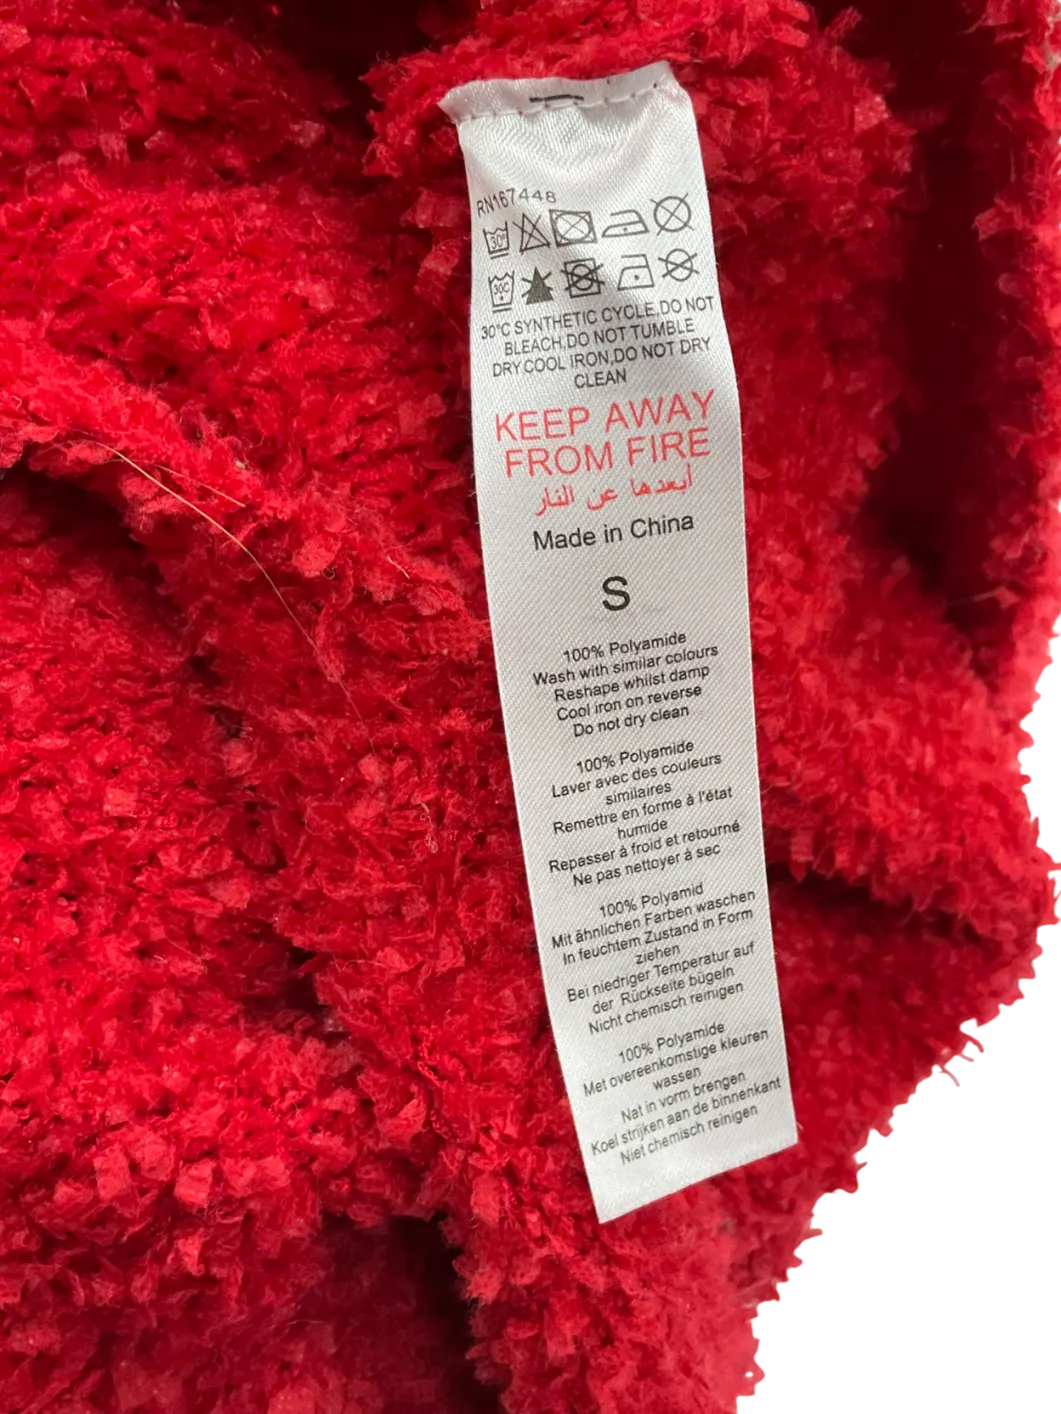 RN167448
30°
30C
30°C SYNTHETIC CYCLE,DO NOT
BLEACH,DO NOT TUMBLE
DRY,COOL IRON,DO NOT DRY
CLEAN
KEEP AWAY
FROM FIRE
أبعدها عن النار
Made in China
S
100% Polyamide
Wash with similar colours
Reshape whilst damp
Cool iron on reverse
Do not dry clean
100% Polyamide
Laver avec des couleurs
similaires
Remettre en forme à l'état
humide
Repasser à froid et retourné
Ne pas nettoyer à sec
100% Polyamid
Mit ähnlichen Farben waschen
In feuchtem Zustand in Form
ziehen
Bei niedriger Temperatur auf
der Rückseite bügeln
Nicht chemisch reinigen
100% Polyamide
Met overeenkomstige kleuren
wassen
Nat in vorm brengen
Koel strijken aan de binnenkant
Niet chemisch reinigen